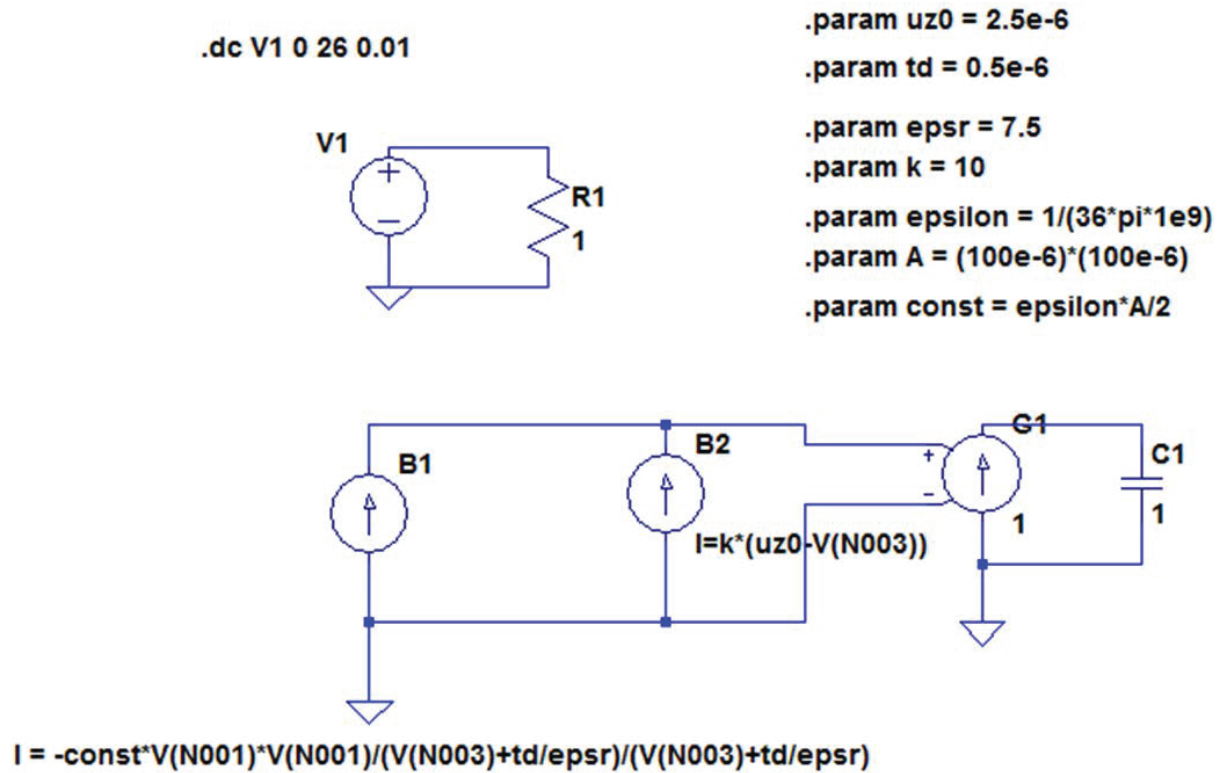 .dc V1 0 26 0.01
.param uz0 = 2.5e-6
.param td = 0.5e-6
.param epsr = 7.5
.param k = 10
.param epsilon = 1/(36*pi*1e9)
.param A = (100e-6)*(100e-6)
.param const = epsilon*A/2
V1
+
−
R1
1
B1
B2
I=k*(uz0-V(N003))
G1
+
−
1
C1
1
I = -const*V(N001)*V(N001)/(V(N003)+td/epsr)/(V(N003)+td/epsr)